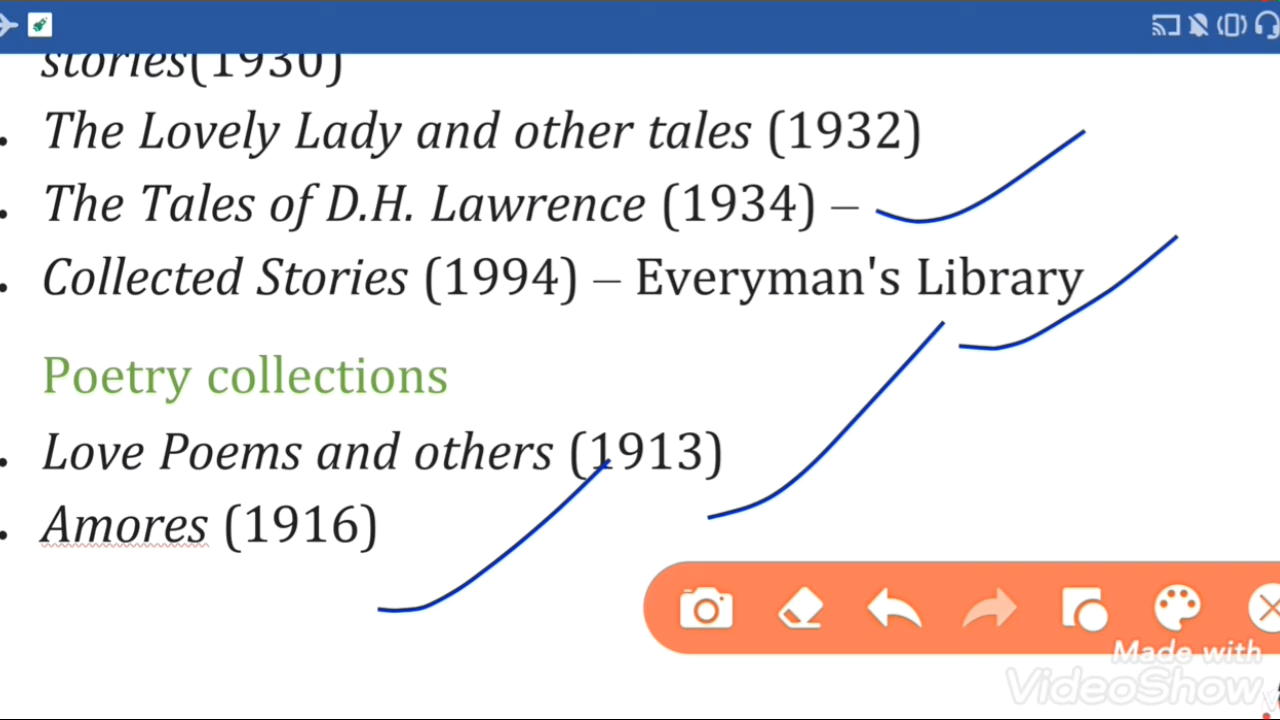 stories(1930)
. The Lovely Lady and other tales (1932)
. The Tales of D.H. Lawrence (1934) –
. Collected Stories (1994) – Everyman's Library
Poetry collections
. Love Poems and others (1913)
. Amores (1916)
Made with
VideoShow